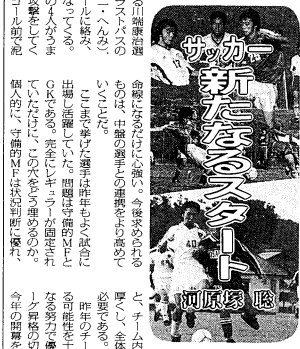 サッカー
新たなるスタート
河原塚 聡
命線になるだけに心強い。今後求められる
ものは、中盤の選手との連携をより高めて
いくことだ。
ここまで挙げた選手は昨年もよく試合に
出場し活躍していた。問題は守備的MFと
GKである。完全にレギュラーが固定され
ていただけに、この穴をどう埋めるのか。
個人的に、守備的MFは状況判断に優れ、
と、チーム内
厚くし、全体
必要である。
昨年のチー
る可能性を十
なる努力で優
ーグ昇格の切
今年の開幕を
る川端康治選
ラストパスの
一・へんみ)、
ールに絡み、
なってくる。
の4人がうま
攻撃をしてく
ゴール前で泥